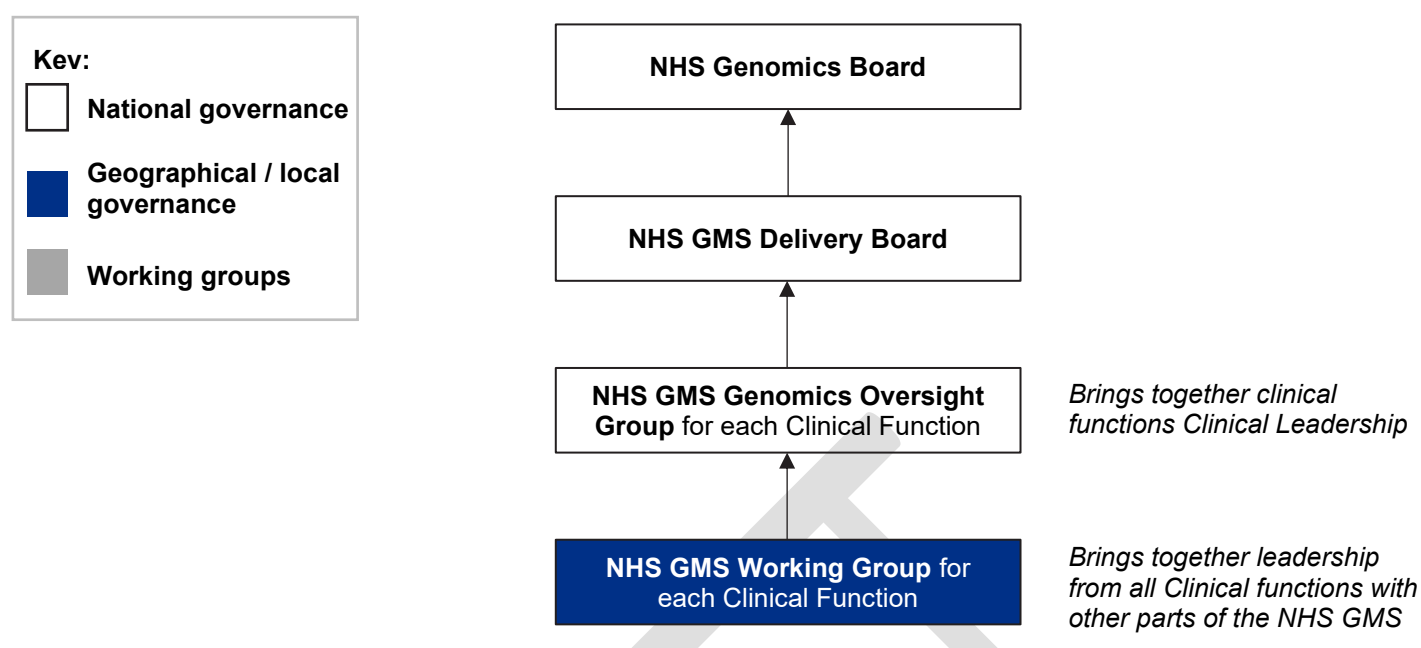 Kev:
National governance
Geographical / local
governance
Working groups
NHS Genomics Board
NHS GMS Delivery Board
NHS GMS Genomics Oversight
Group for each Clinical Function
Brings together clinical
functions Clinical Leadership
NHS GMS Working Group for
each Clinical Function
Brings together leadership
from all Clinical functions with
other parts of the NHS GMS